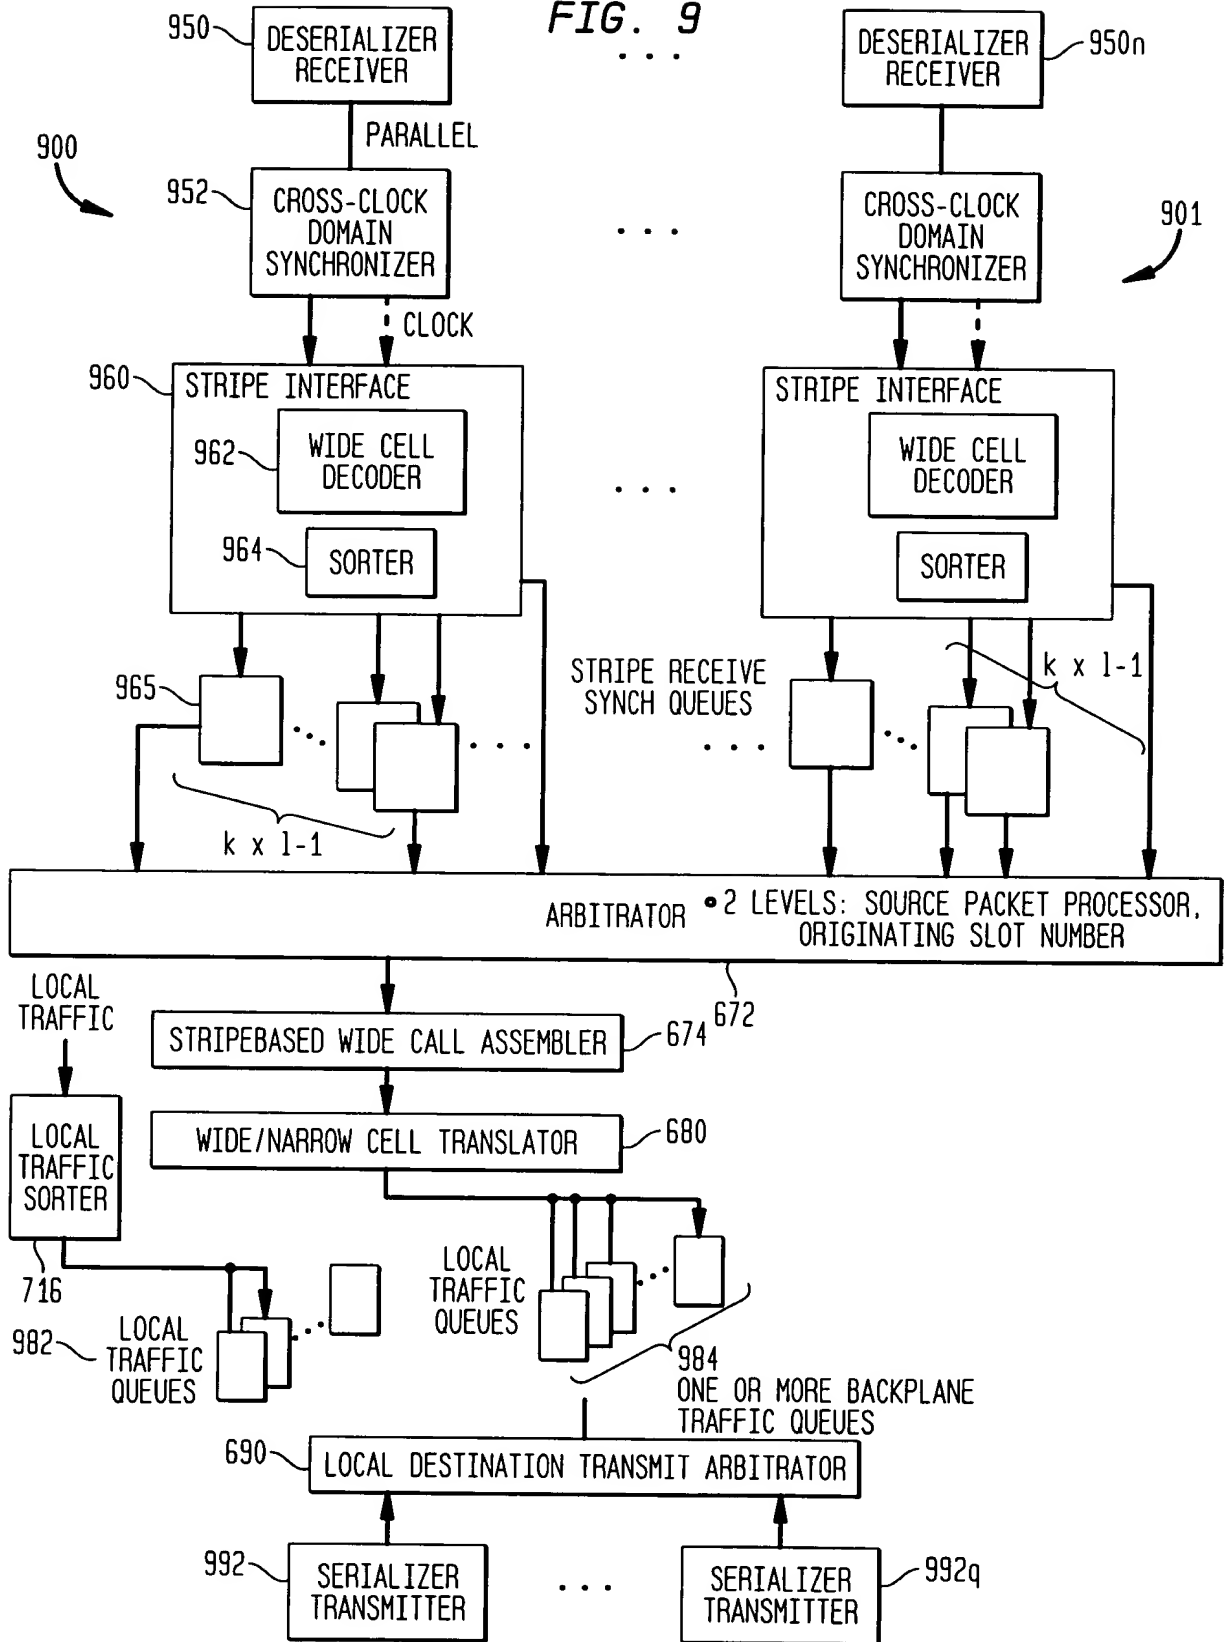 FIG. 9
950
DESERIALIZER
RECEIVER
. . .
DESERIALIZER
RECEIVER
950n
PARALLEL
900
952
CROSS-CLOCK
DOMAIN
SYNCHRONIZER
. . .
CROSS-CLOCK
DOMAIN
SYNCHRONIZER
901
CLOCK
960
STRIPE INTERFACE
962
WIDE CELL
DECODER
964
SORTER
. . .
STRIPE INTERFACE
WIDE CELL
DECODER
SORTER
965
k x l-1
STRIPE RECEIVE
SYNCH QUEUES
k x l-1
ARBITRATOR
• 2 LEVELS: SOURCE PACKET PROCESSOR,
ORIGINATING SLOT NUMBER
672
LOCAL
TRAFFIC
STRIPEBASED WIDE CALL ASSEMBLER
674
WIDE/NARROW CELL TRANSLATOR
680
LOCAL
TRAFFIC
SORTER
716
982
LOCAL
TRAFFIC
QUEUES
LOCAL
TRAFFIC
QUEUES
984
ONE OR MORE BACKPLANE
TRAFFIC QUEUES
690
LOCAL DESTINATION TRANSMIT ARBITRATOR
992
SERIALIZER
TRANSMITTER
. . .
SERIALIZER
TRANSMITTER
992q